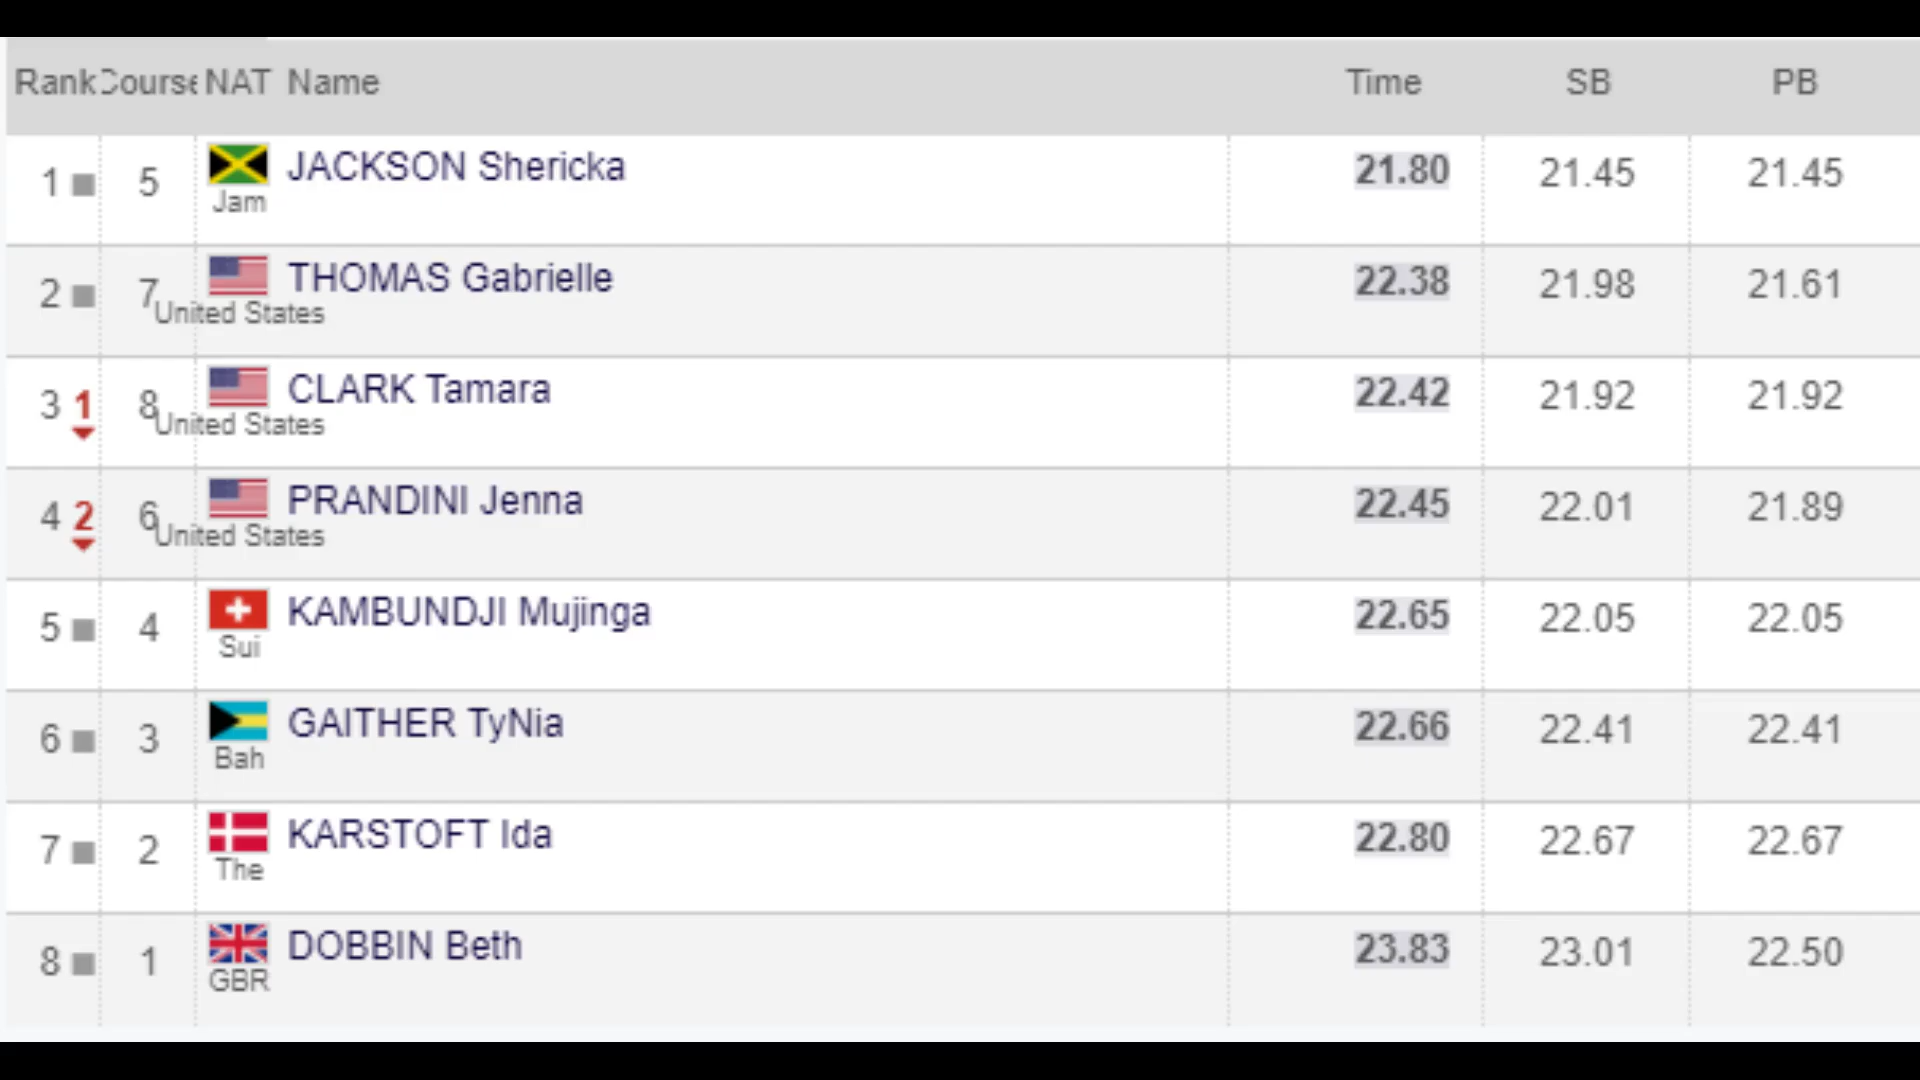 Rank Course NAT Name Time SB PB
1 5 Jam JACKSON Shericka 21.80 21.45 21.45
2 7 United States THOMAS Gabrielle 22.38 21.98 21.61
3 1 8 United States CLARK Tamara 22.42 21.92 21.92
4 2 6 United States PRANDINI Jenna 22.45 22.01 21.89
5 4 Sui KAMBUNDJI Mujinga 22.65 22.05 22.05
6 3 Bah GAITHER TyNia 22.66 22.41 22.41
7 2 The KARSTOFT Ida 22.80 22.67 22.67
8 1 GBR DOBBIN Beth 23.83 23.01 22.50